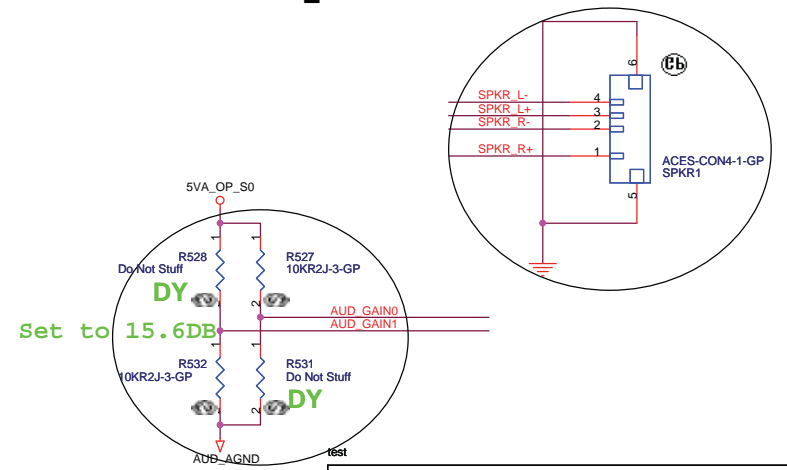 6
SPKR_L-
4
SPKR_L+
3
SPKR_R-
2
SPKR_R+
1
ACES-CON4-1-GP
SPKR1
5
5VA_OP_S0
1
1
R528
Do Not Stuff
DY
2
R527
10KR2J-3-GP
2
AUD_GAIN0
AUD_GAIN1
Set to 15.6DB
1
1
R532
10KR2J-3-GP
2
R531
Do Not Stuff
DY
2
AUD_AGND
test